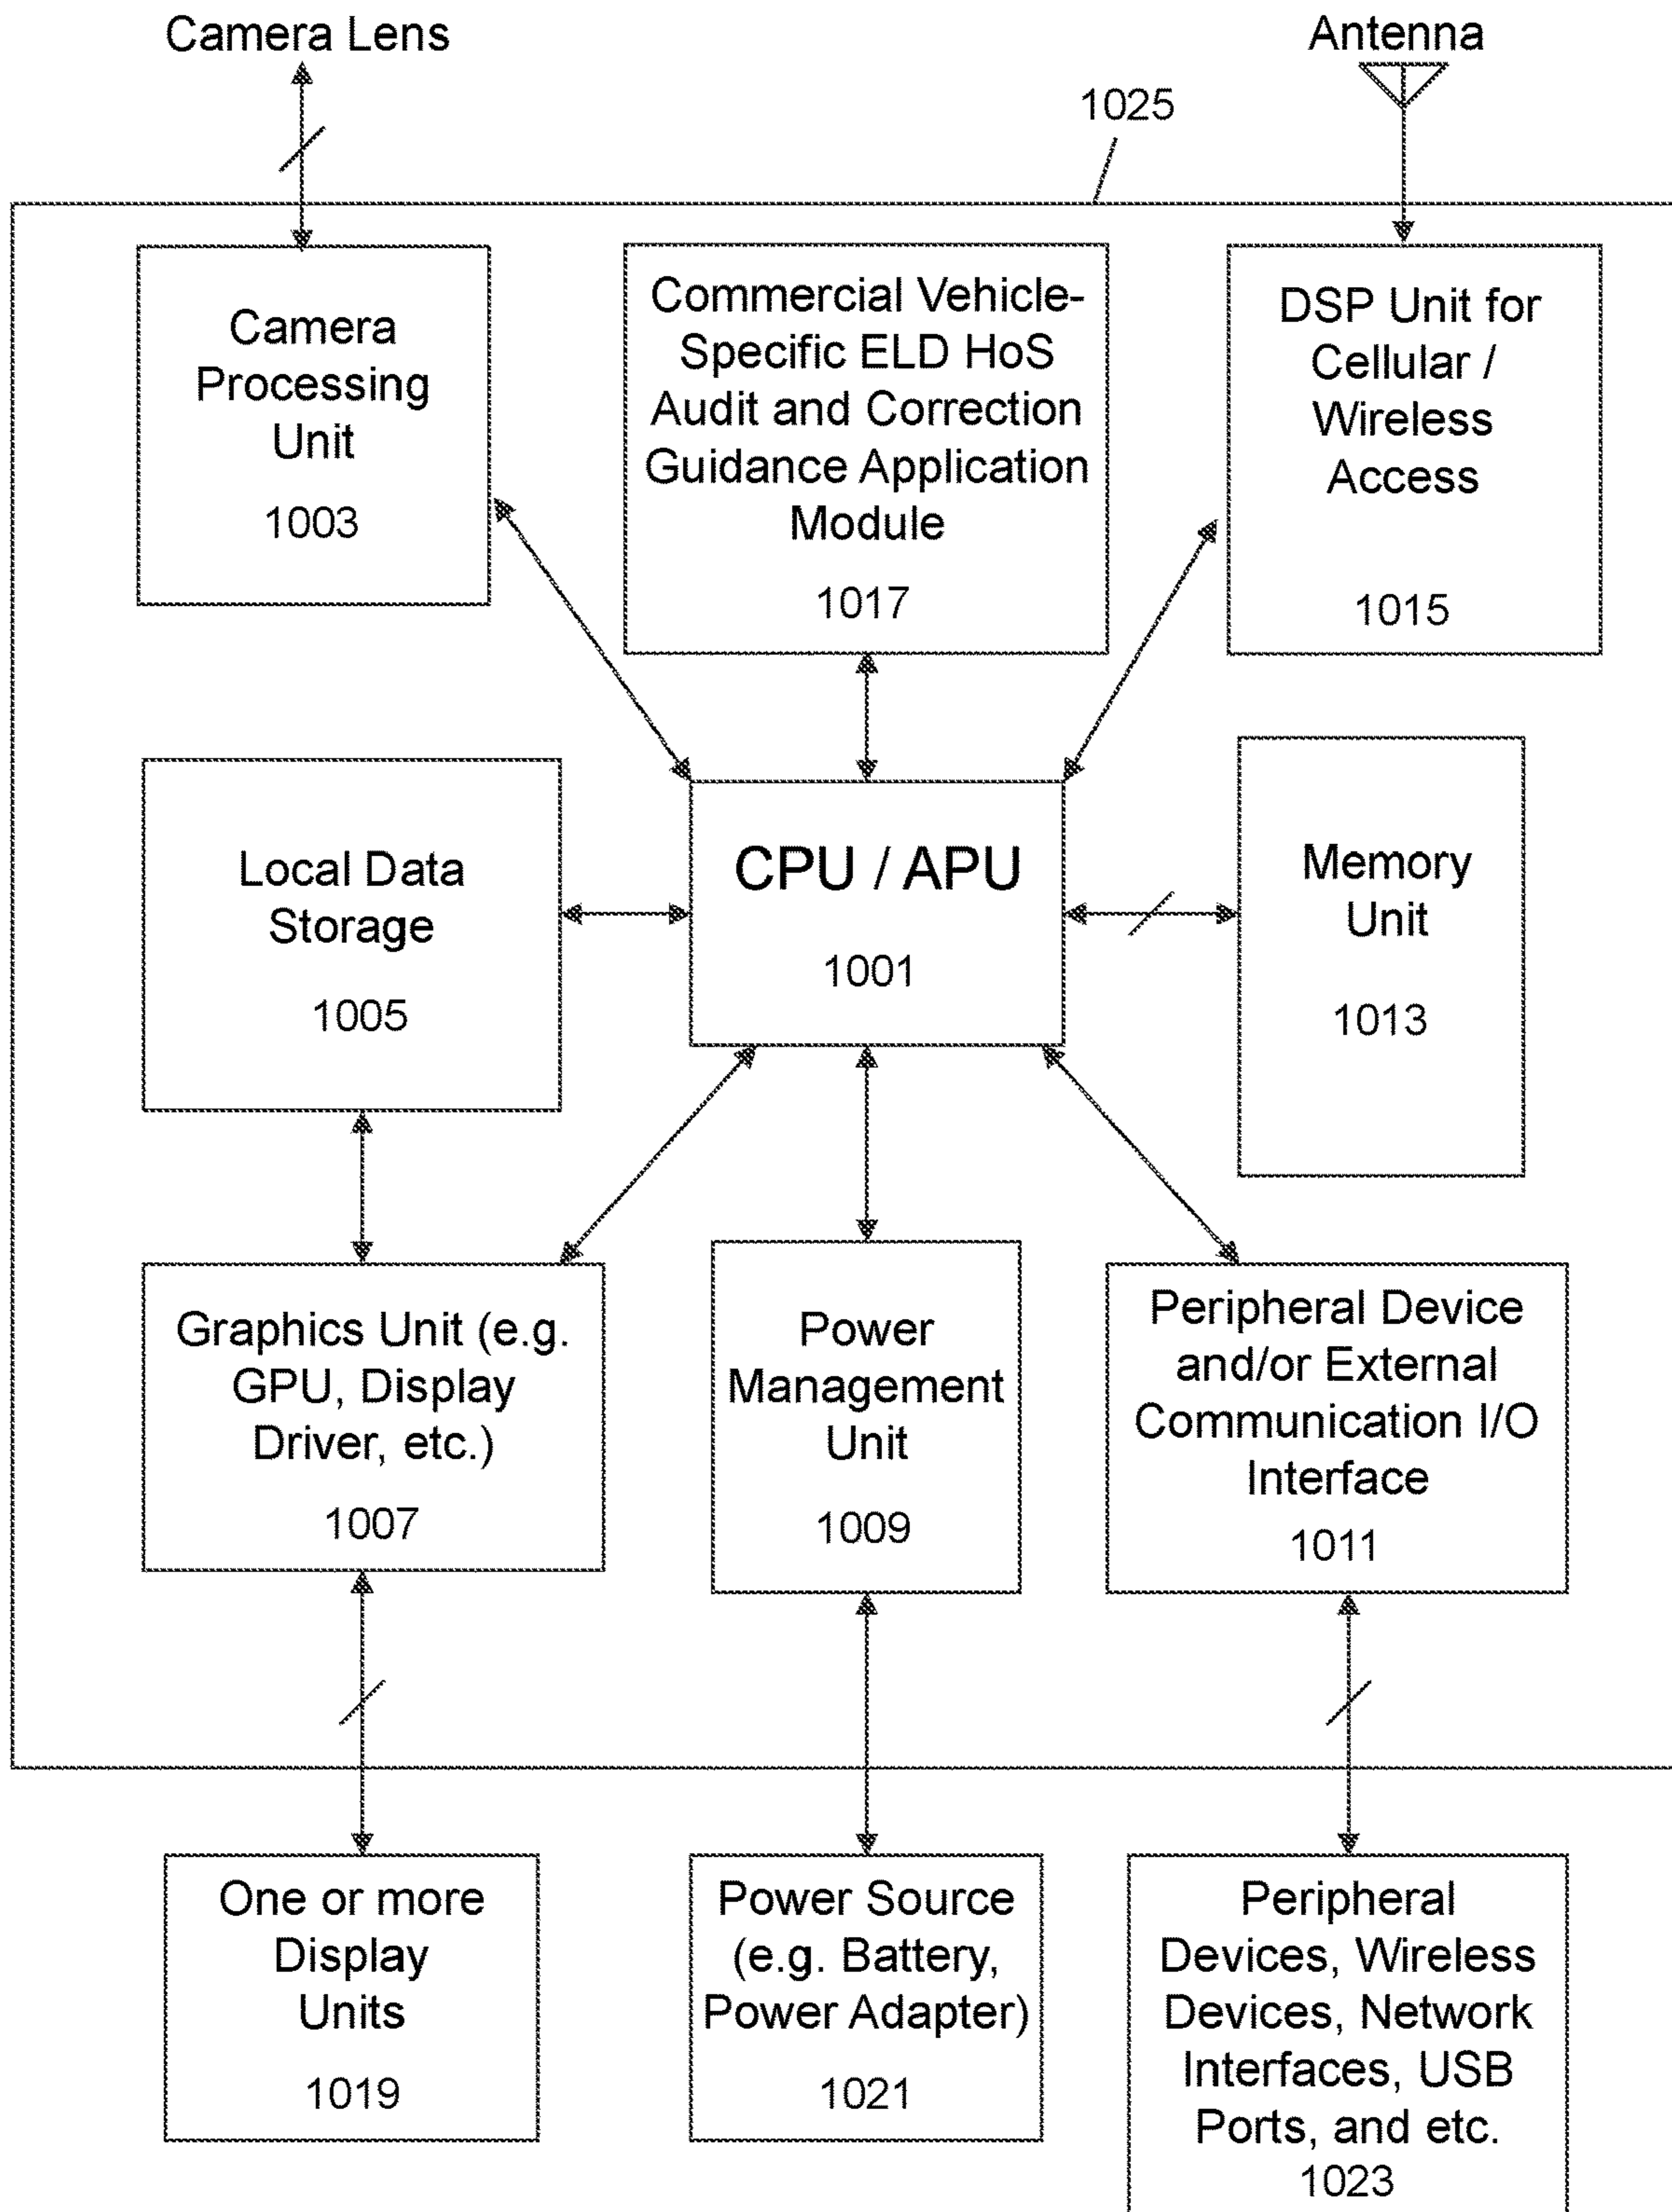 Camera Lens
Antenna
1025
Camera
Processing
Unit
1003
Commercial Vehicle-
Specific ELD HoS
Audit and Correction
Guidance Application
Module
1017
DSP Unit for
Cellular /
Wireless
Access
1015
Local Data
Storage
1005
CPU / APU
1001
Memory
Unit
1013
Graphics Unit (e.g.
GPU, Display
Driver, etc.)
1007
Power
Management
Unit
1009
Peripheral Device
and/or External
Communication I/O
Interface
1011
One or more
Display
Units
1019
Power Source
(e.g. Battery,
Power Adapter)
1021
Peripheral
Devices, Wireless
Devices, Network
Interfaces, USB
Ports, and etc.
1023